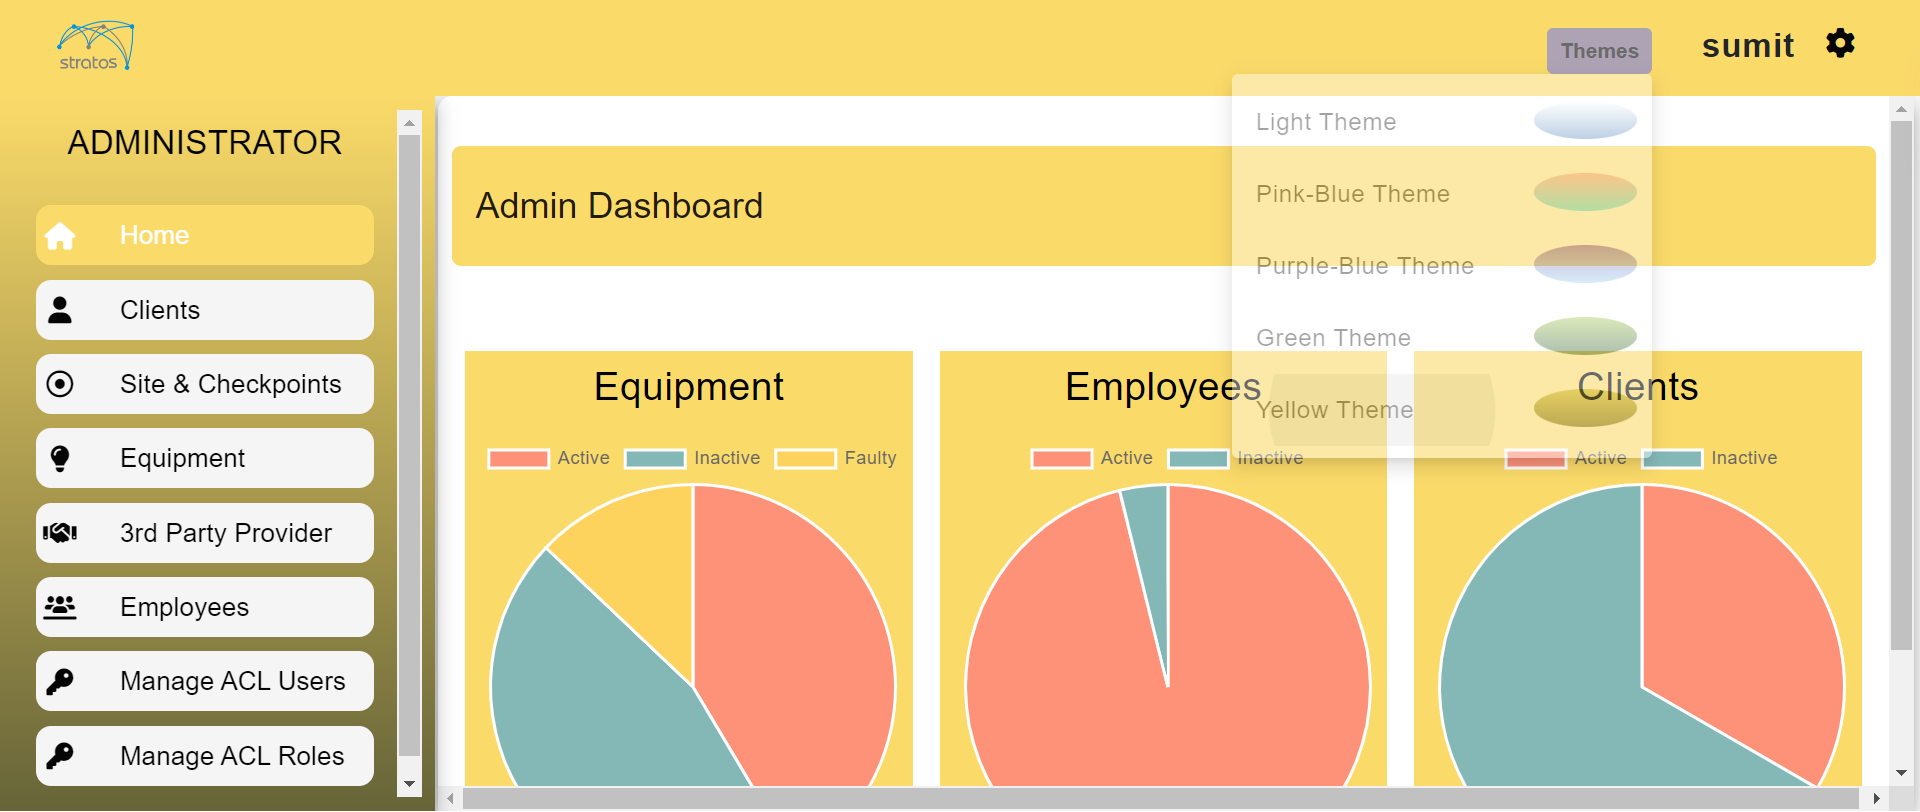 stratos
Themes
sumit
ADMINISTRATOR
Home
Clients
Site & Checkpoints
Equipment
3rd Party Provider
Employees
Manage ACL Users
Manage ACL Roles
Admin Dashboard
Light Theme
Pink-Blue Theme
Purple-Blue Theme
Green Theme
Yellow Theme
Equipment
Active Inactive Faulty
Employees
Active Inactive
Clients
Active Inactive